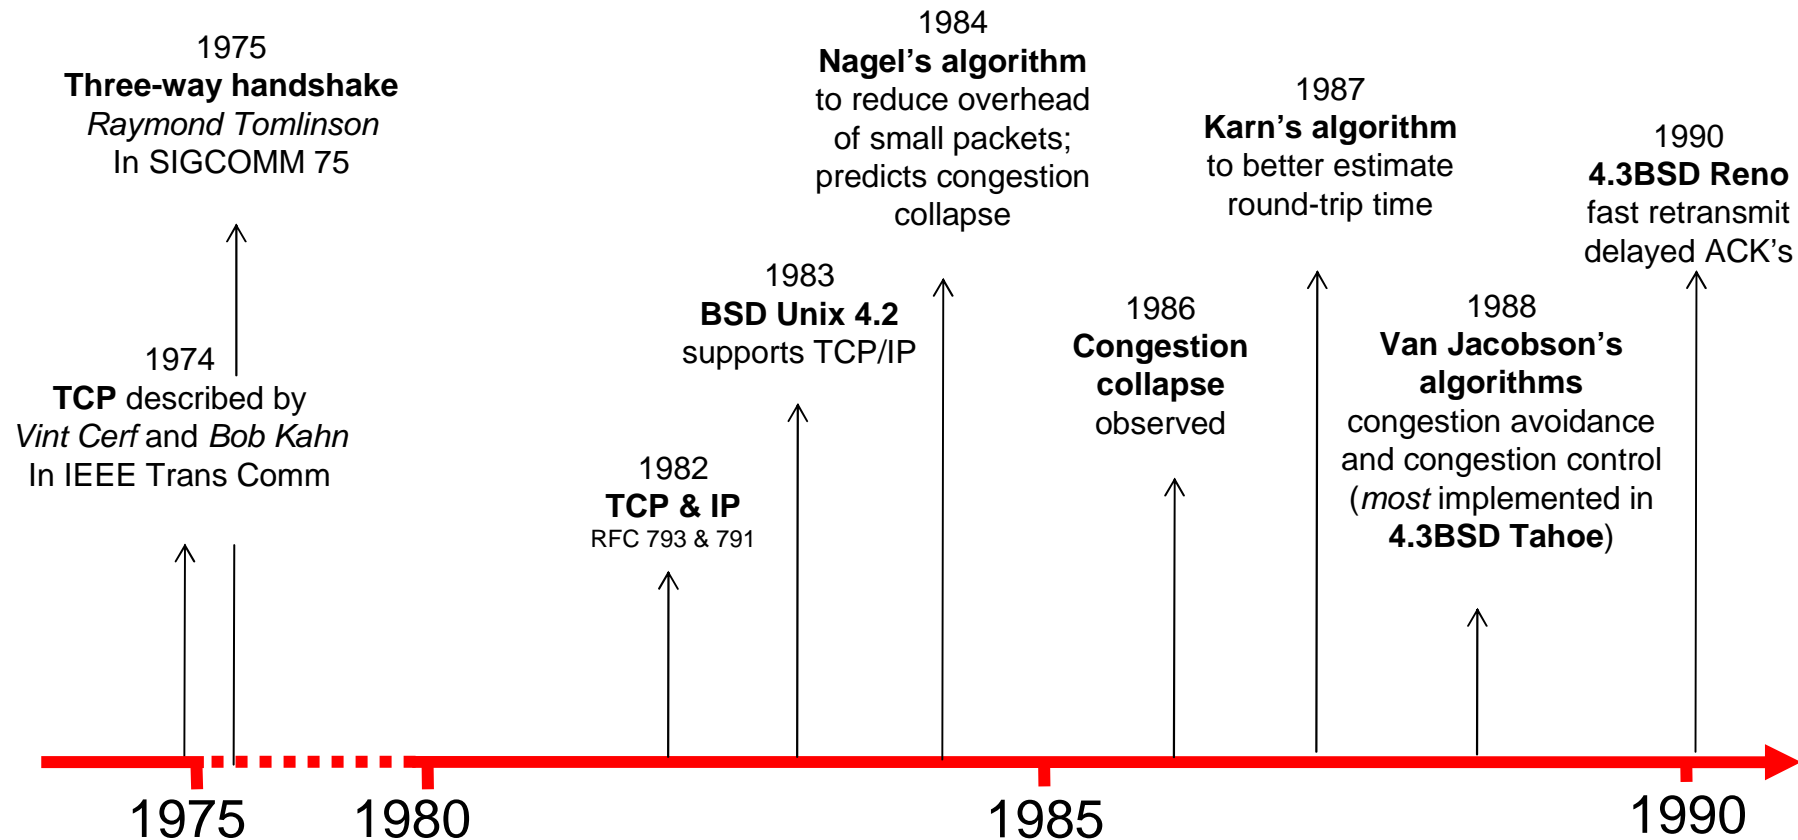 1975
Three-way handshake
Raymond Tomlinson
In SIGCOMM 75
1974
TCP described by
Vint Cerf and Bob Kahn
In IEEE Trans Comm
1982
TCP & IP
RFC 793 & 791
1983
BSD Unix 4.2
supports TCP/IP
1984
Nagel’s algorithm
to reduce overhead
of small packets;
predicts congestion
collapse
1986
Congestion
collapse
observed
1987
Karn’s algorithm
to better estimate
round-trip time
1988
Van Jacobson’s
algorithms
congestion avoidance
and congestion control
(most implemented in
4.3BSD Tahoe)
1990
4.3BSD Reno
fast retransmit
delayed ACK’s
1975
1980
1985
1990